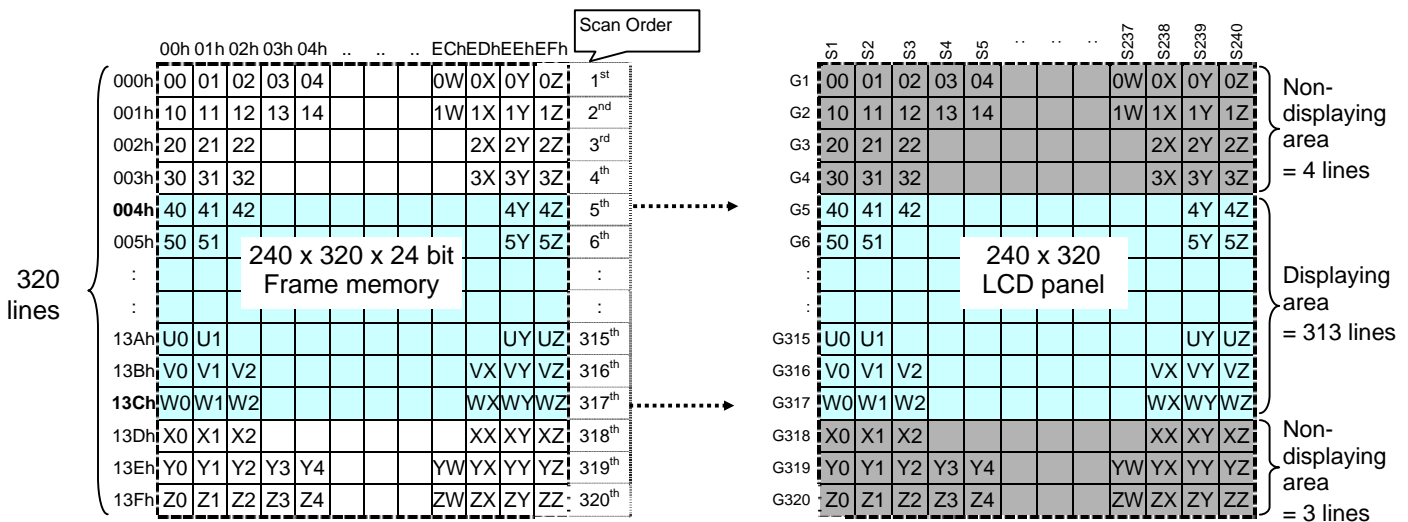 Scan Order
00h 01h 02h 03h 04h .. .. .. ECh EDh EEh EFh
S1 S2 S3 S4 S5 .. .. .. S237 S238 S239 S240
000h 00 01 02 03 04 0W 0X 0Y 0Z 1st G1 00 01 02 03 04 0W 0X 0Y 0Z
001h 10 11 12 13 14 1W 1X 1Y 1Z 2nd G2 10 11 12 13 14 1W 1X 1Y 1Z
002h 20 21 22 2X 2Y 2Z 3rd G3 20 21 22 2X 2Y 2Z
003h 30 31 32 3X 3Y 3Z 4th G4 30 31 32 3X 3Y 3Z
Non-
displaying
area
= 4 lines
004h 40 41 42 4Y 4Z 5th G5 40 41 42 4Y 4Z
005h 50 51 5Y 5Z 6th G6 50 51 5Y 5Z
: : :
: : :
320
lines
240 x 320 x 24 bit
Frame memory
240 x 320
LCD panel
Displaying
area
= 313 lines
13Ah U0 U1 UY UZ 315th G315 U0 U1 UY UZ
13Bh V0 V1 V2 VX VY VZ 316th G316 V0 V1 V2 VX VY VZ
13Ch W0 W1 W2 WX WY WZ 317th G317 W0 W1 W2 WX WY WZ
13Dh X0 X1 X2 XX XY XZ 318th G318 X0 X1 X2 XX XY XZ
13Eh Y0 Y1 Y2 Y3 Y4 YW YX YY YZ 319th G319 Y0 Y1 Y2 Y3 Y4 YW YX YY YZ
13Fh Z0 Z1 Z2 Z3 Z4 ZW ZX ZY ZZ 320th G320 Z0 Z1 Z2 Z3 Z4 ZW ZX ZY ZZ
Non-
displaying
area
= 3 lines